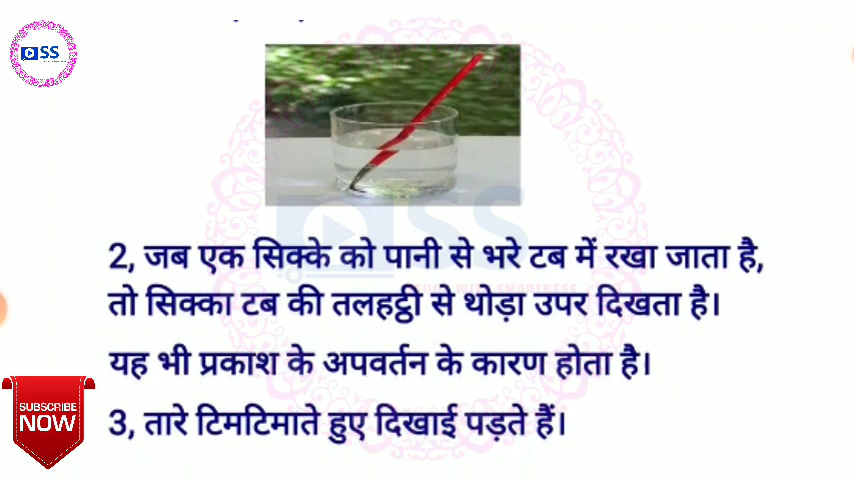 SS
2, जब एक सिक्के को पानी से भरे टब में रखा जाता है,
तो सिक्का टब की तलहट्ठी से थोड़ा उपर दिखता है।
यह भी प्रकाश के अपवर्तन के कारण होता है।
3, तारे टिमटिमाते हुए दिखाई पड़ते हैं।
SUBSCRIBE
NOW
SS